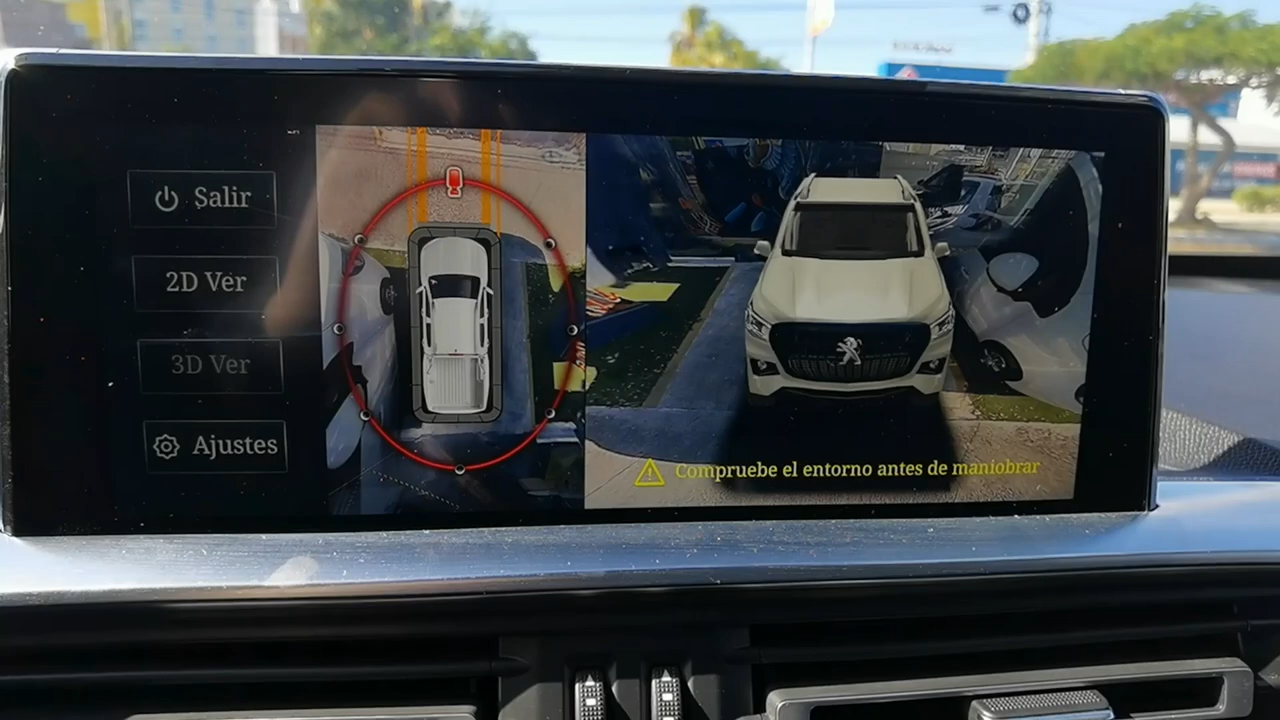 Salir
2D Ver
3D Ver
Ajustes
Compruebe el entorno antes de maniobrar